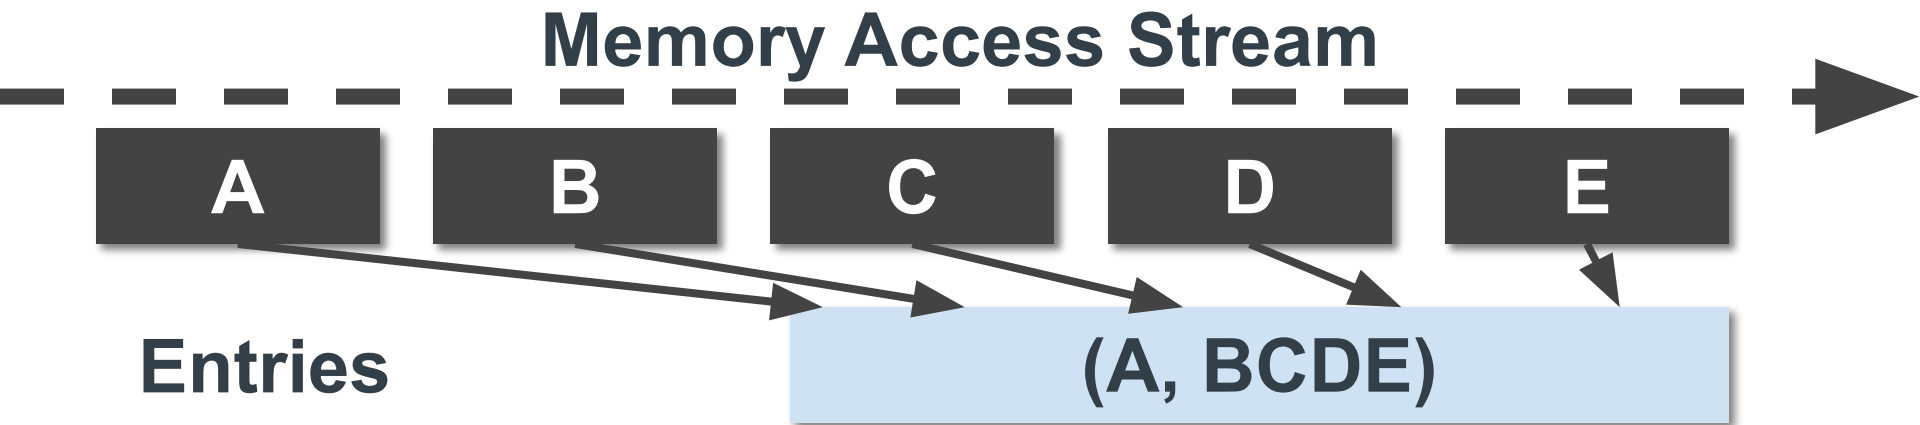 Memory Access Stream
A B C D E
Entries (A, BCDE)